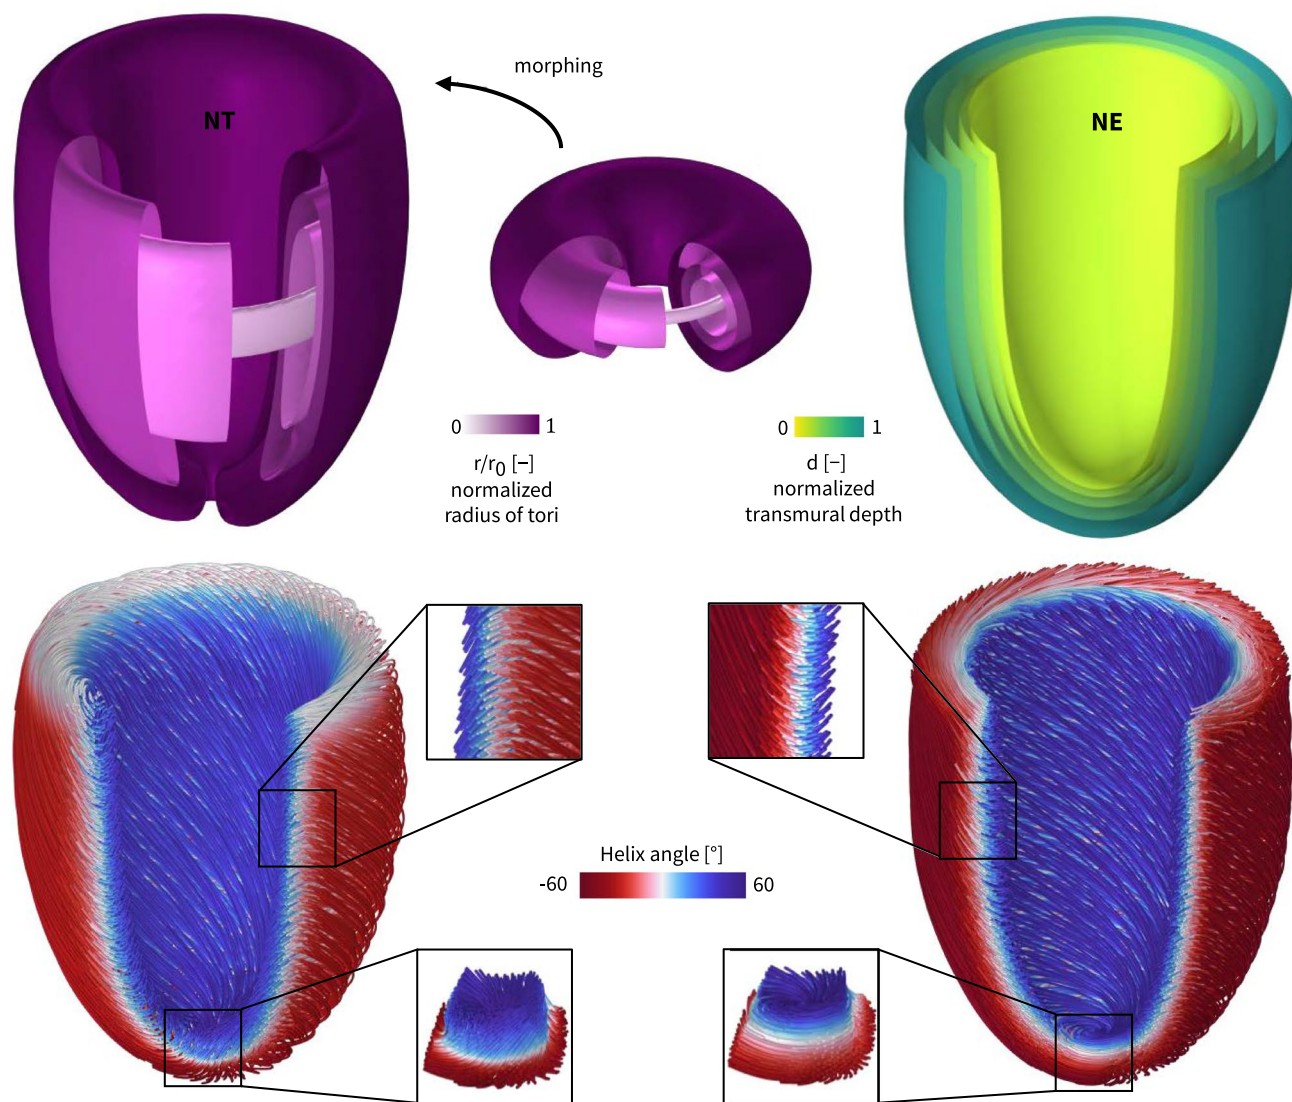 morphing
NT
NE
0 1
r/r0 [−]
normalized
radius of tori
0 1
d [−]
normalized
transmural depth
Helix angle [°]
-60 60